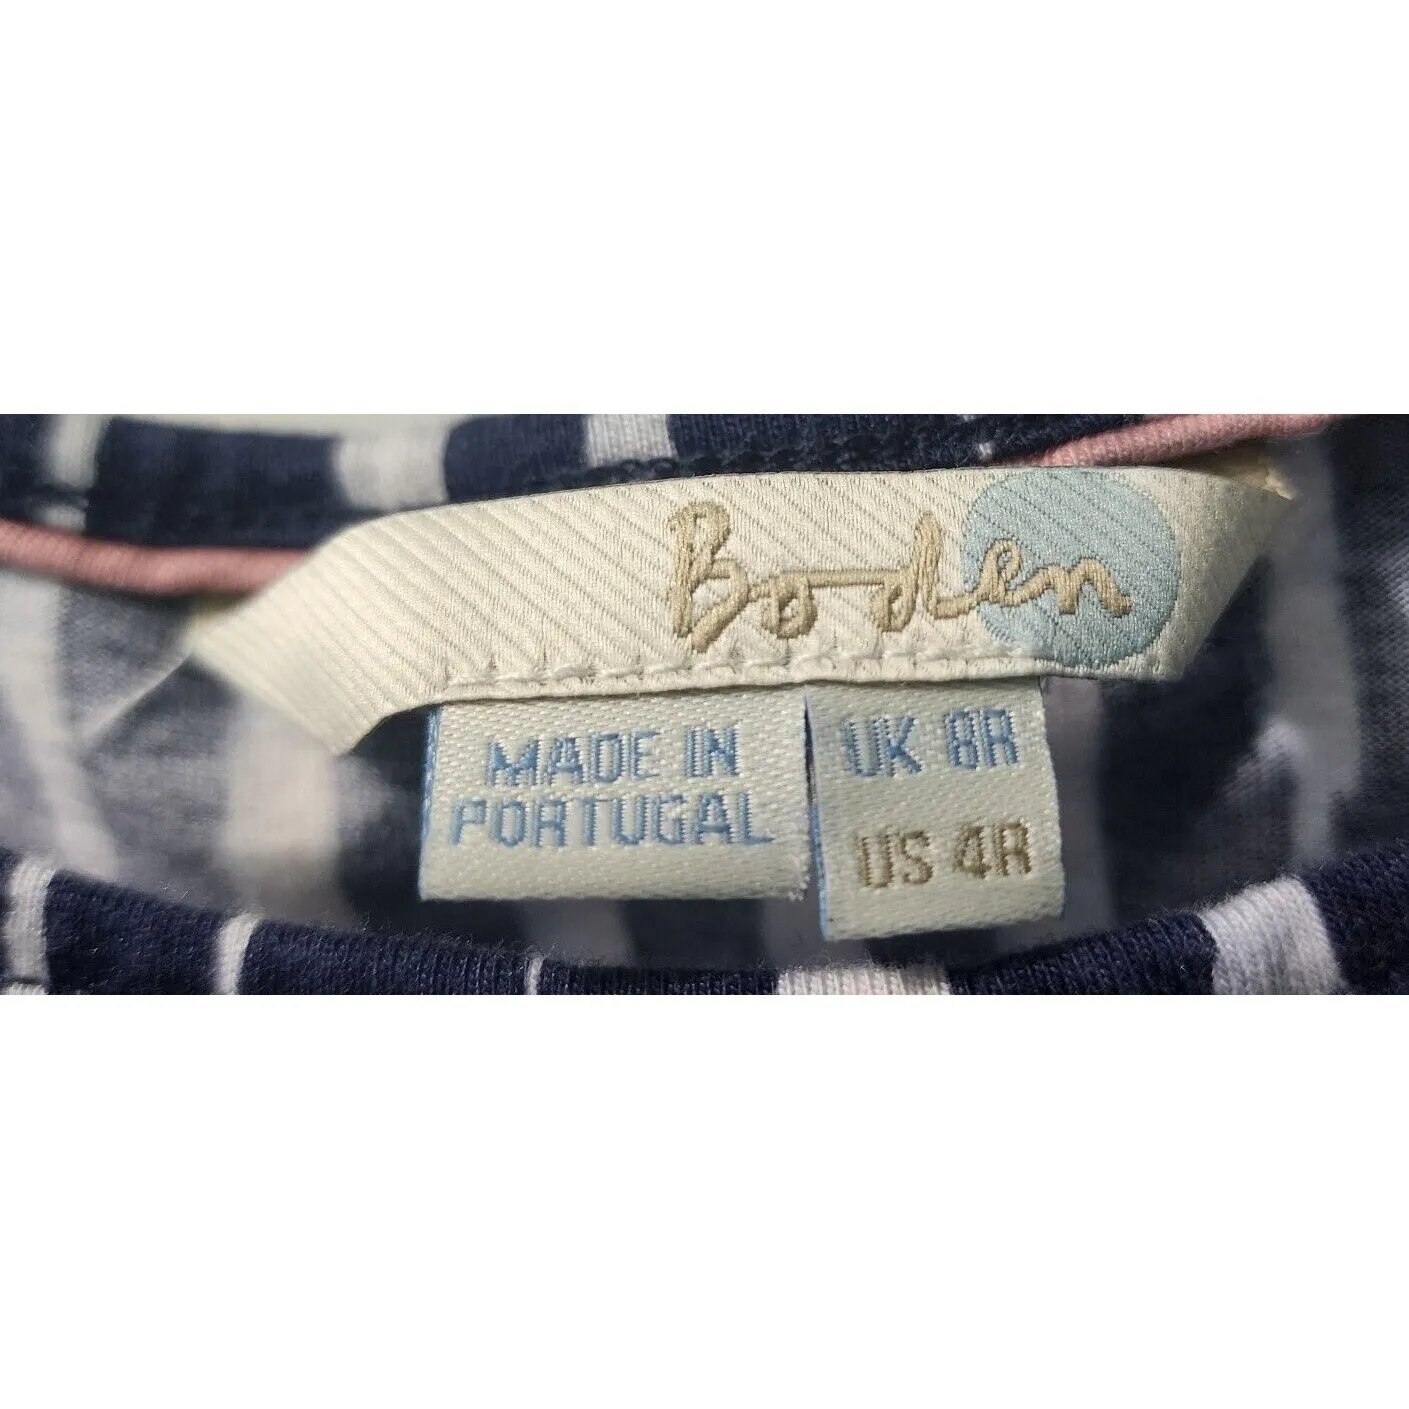 Boden
MADE IN
PORTUGAL
UK 8R
US 4R